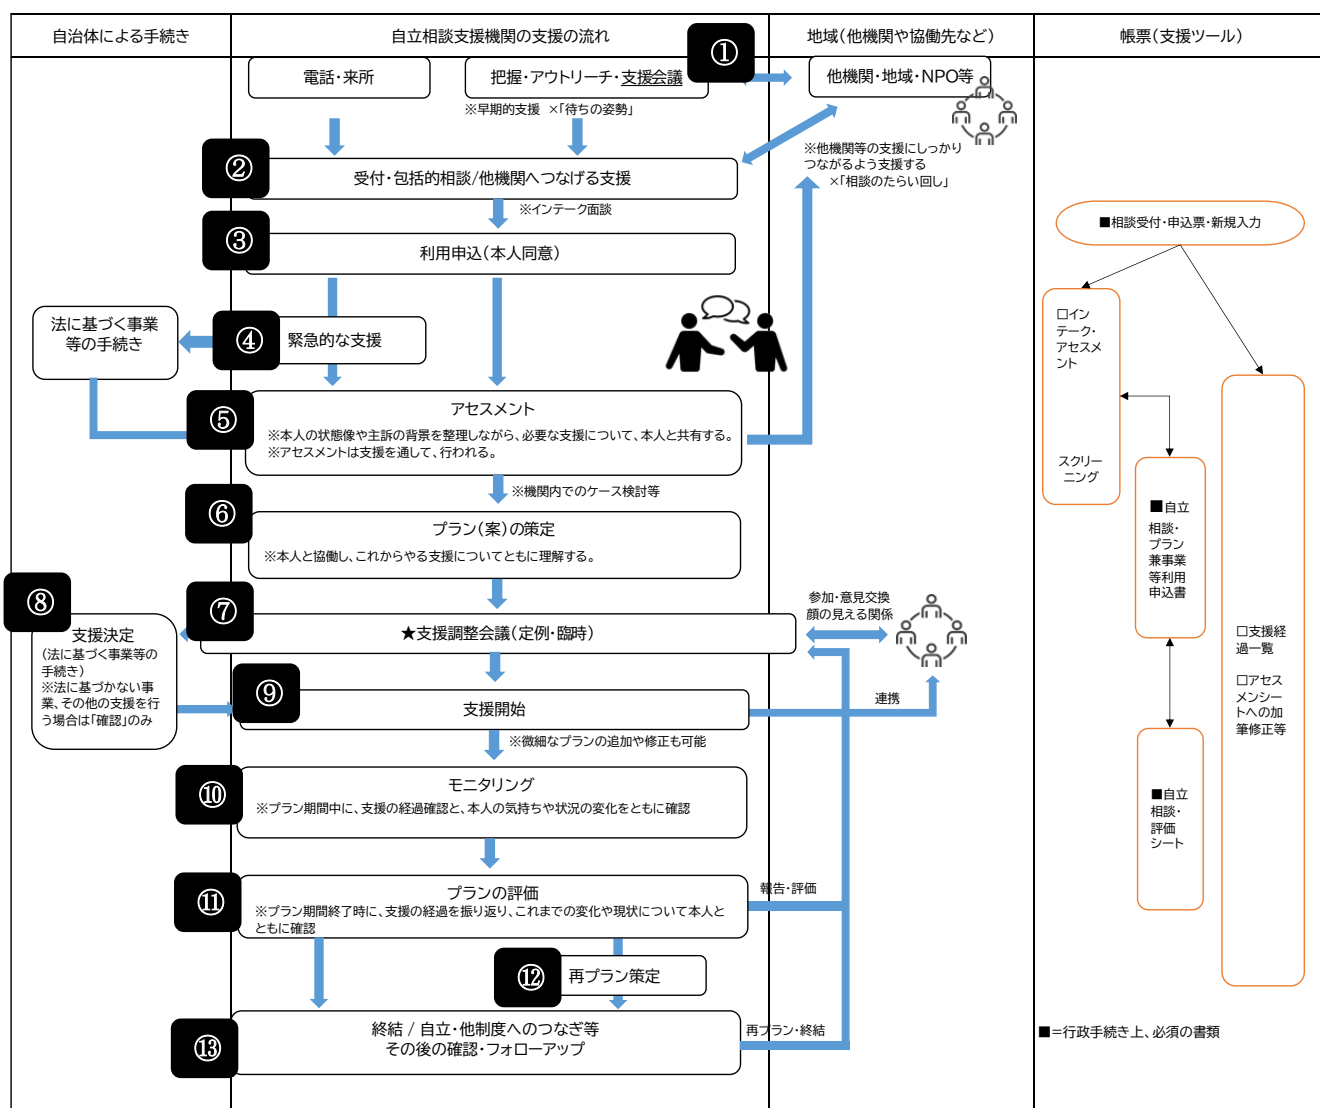 自治体による手続き
自立相談支援機関の支援の流れ
地域(他機関や協働先など)
帳票(支援ツール)
①
電話・来所
把握・アウトリーチ・支援会議
他機関・地域・NPO等
※早期的支援 ×「待ちの姿勢」
※他機関等の支援にしっかり
つながるよう支援する
×「相談のたらい回し」
②
受付・包括的相談/他機関へつなげる支援
※インテーク面談
③
利用申込(本人同意)
④
緊急的な支援
法に基づく事業
等の手続き
⑤
アセスメント
※本人の状態像や主訴の背景を整理しながら、必要な支援について、本人と共有する。
※アセスメントは支援を通して、行われる。
※機関内でのケース検討等
⑥
プラン(案)の策定
※本人と協働し、これからやる支援についてともに理解する。
⑦
★支援調整会議(定例・臨時)
参加・意見交換
顔の見える関係
⑧
支援決定
(法に基づく事業等の
手続き)
※法に基づかない事
業、その他の支援を行
う場合は「確認」のみ
⑨
支援開始
連携
※微細なプランの追加や修正も可能
⑩
モニタリング
※プラン期間中に、支援の経過確認と、本人の気持ちや状況の変化をともに確認
⑪
プランの評価
※プラン期間終了時に、支援の経過を振り返り、これまでの変化や現状について本人と
ともに確認
報告・評価
⑫
再プラン策定
⑬
終結 / 自立・他制度へのつなぎ等
その後の確認・フォローアップ
再プラン・終結
■相談受付・申込票・新規入力
□イン
テーク・
アセスメ
ント
スクリー
ニング
■自立
相談・
プラン
兼事業
等利用
申込書
□支援経
過一覧
□アセス
メンシー
トへの加
筆修正等
■自立
相談・
評価
シート
■=行政手続き上、必須の書類